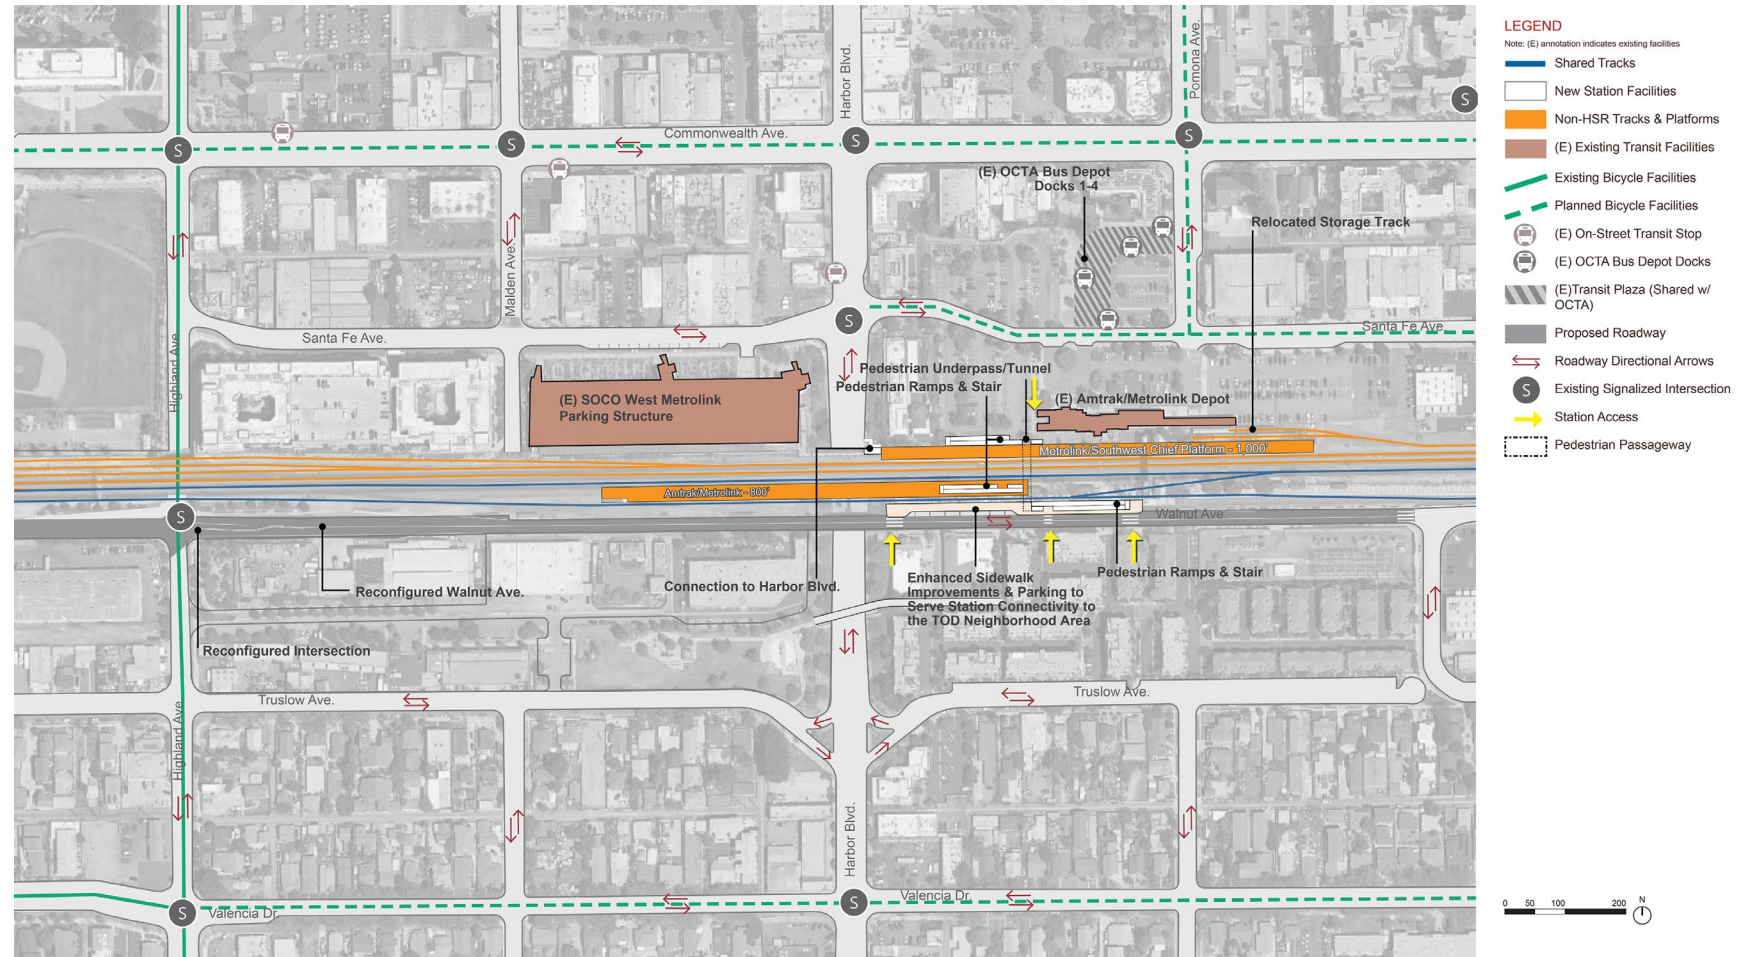 Commonwealth Ave.
Harbor Blvd.
Pomona Ave.
S
S
S
S
S
(E) OCTA Bus Depot
Docks 1-4
Relocated Storage Track
Malden Ave.
Highland Ave.
Santa Fe Ave.
S
Santa Fe Ave.
Pedestrian Underpass/Tunnel
Pedestrian Ramps & Stair
(E) SOCO West Metrolink
Parking Structure
(E) Amtrak/Metrolink Depot
Metrolink/Southwest Chief Platform - 1,000'
Amtrak/Metrolink - 800'
S
Walnut Ave.
Reconfigured Walnut Ave.
Connection to Harbor Blvd.
Enhanced Sidewalk
Improvements & Parking to
Serve Station Connectivity to
the TOD Neighborhood Area
Pedestrian Ramps & Stair
Reconfigured Intersection
Truslow Ave.
Truslow Ave.
Highland Ave.
Harbor Blvd.
S
Valencia Dr.
S
Valencia Dr.
LEGEND
Note: (E) annotation indicates existing facilities
Shared Tracks
New Station Facilities
Non-HSR Tracks & Platforms
(E) Existing Transit Facilities
Existing Bicycle Facilities
Planned Bicycle Facilities
(E) On-Street Transit Stop
(E) OCTA Bus Depot Docks
(E)Transit Plaza (Shared w/
OCTA)
Proposed Roadway
Roadway Directional Arrows
S Existing Signalized Intersection
Station Access
Pedestrian Passageway
0 50 100 200
N